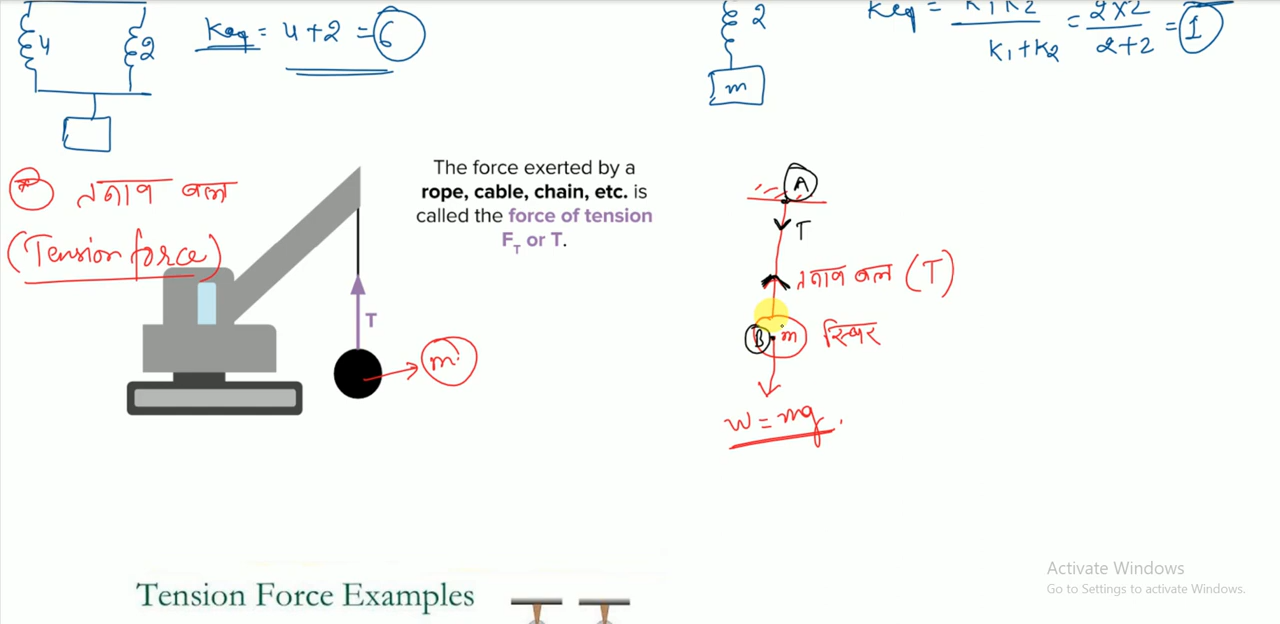 4
2
Keq = 4+2 = 6
2
m
Keq = K1K2 / K1+K2 = 2×2 / 2+2 = 1
* तनाव बल
(Tension force)
The force exerted by a
rope, cable, chain, etc. is
called the force of tension
FT or T.
T
m
A
T
तनाव बल (T)
B m स्थिर
W = mg.
Tension Force Examples
Activate Windows
Go to Settings to activate Windows.